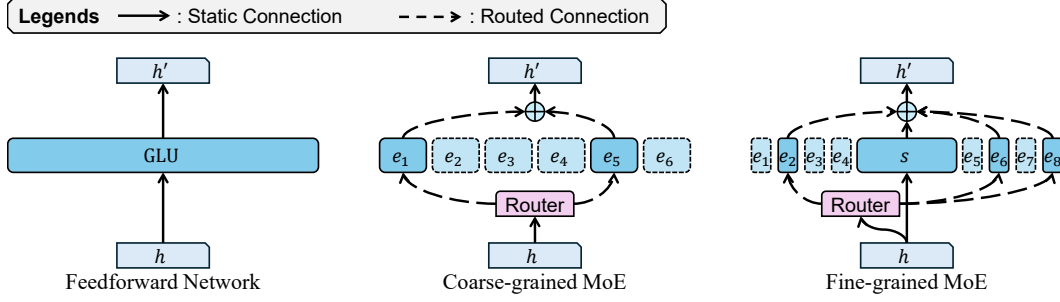 Legends : Static Connection : Routed Connection
h′ h′ h′
GLU e₁ e₂ e₃ e₄ e₅ e₆ e₁ e₂ e₃ e₄ s e₅ e₆ e₇ e₈
Router Router
h h h
Feedforward Network Coarse-grained MoE Fine-grained MoE